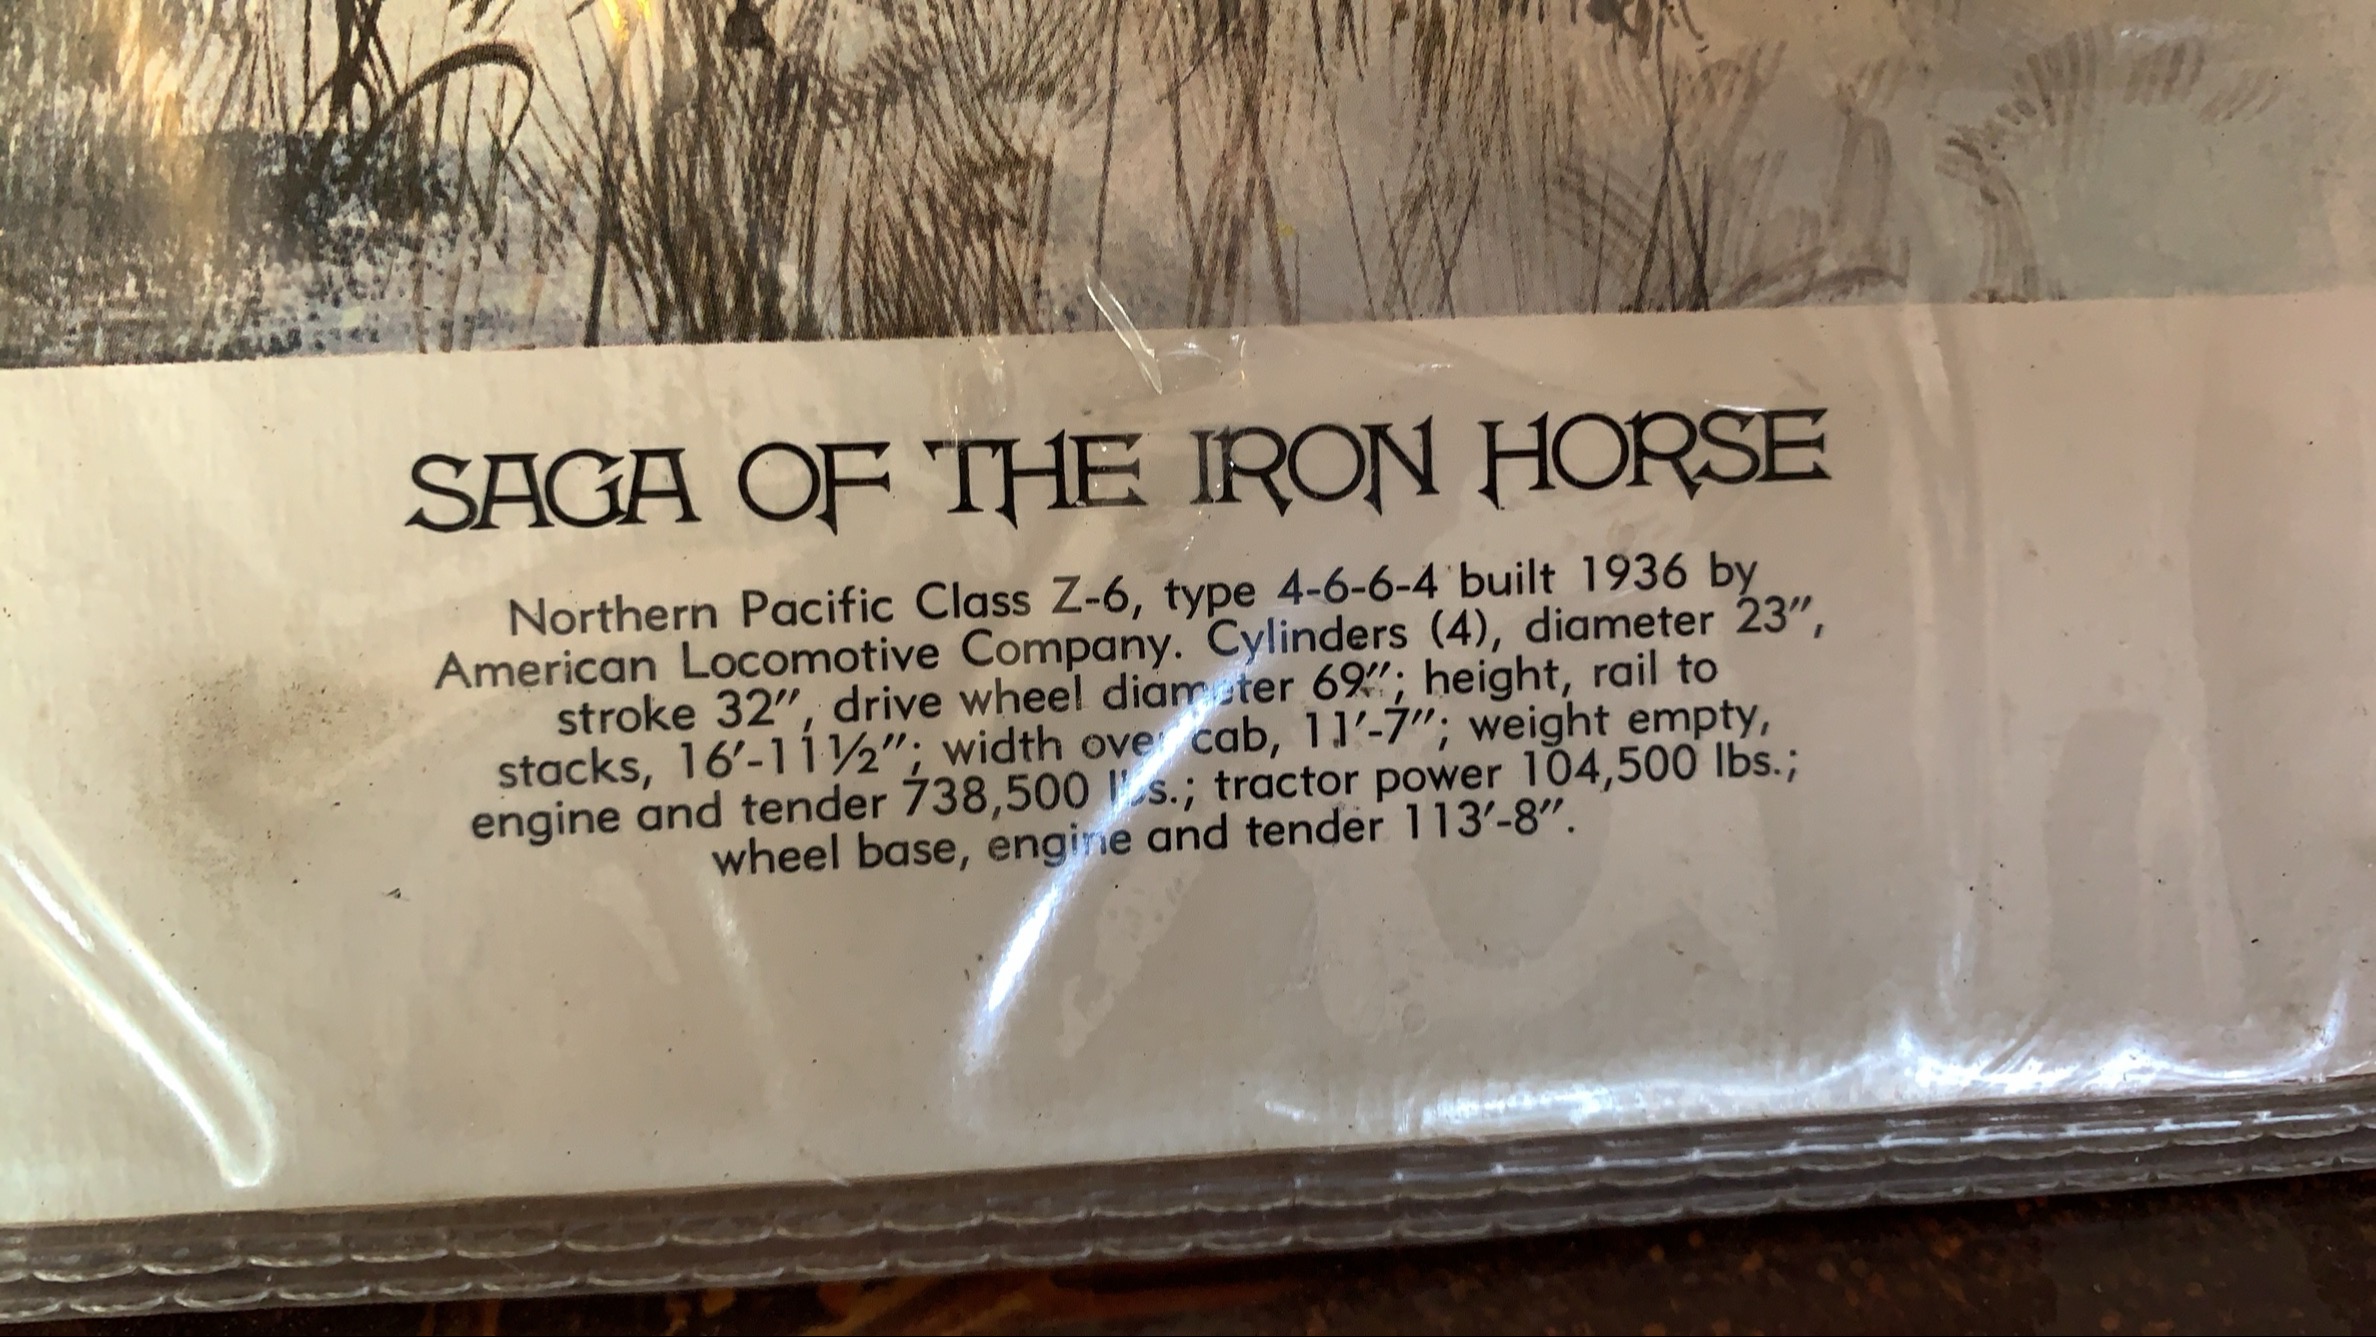 SAGA OF THE IRON HORSE
Northern Pacific Class Z-6, type 4-6-6-4 built 1936 by
American Locomotive Company. Cylinders (4), diameter 23″,
stroke 32″, drive wheel diameter 69″; height, rail to
stacks, 16′-11½″; width over cab, 11′-7″; weight empty,
engine and tender 738,500 lbs.; tractor power 104,500 lbs.;
wheel base, engine and tender 113′-8″.